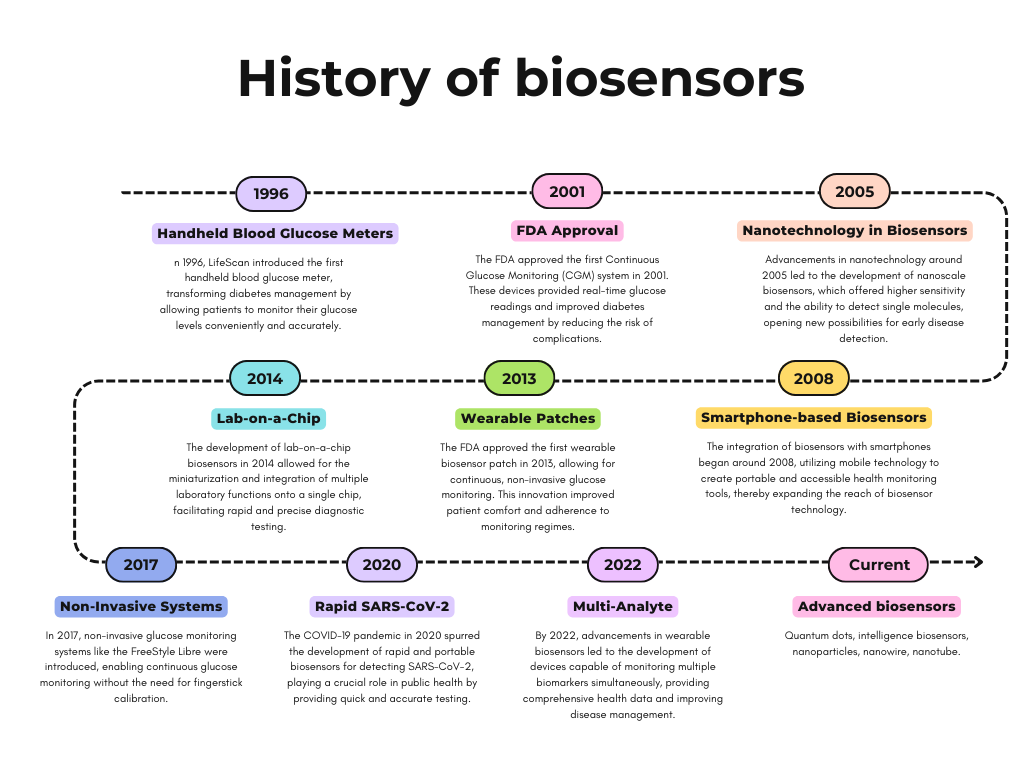 History of biosensors
1996
Handheld Blood Glucose Meters
n 1996, LifeScan introduced the first
handheld blood glucose meter,
transforming diabetes management by
allowing patients to monitor their glucose
levels conveniently and accurately.
2001
FDA Approval
The FDA approved the first Continuous
Glucose Monitoring (CGM) system in 2001.
These devices provided real-time glucose
readings and improved diabetes
management by reducing the risk of
complications.
2005
Nanotechnology in Biosensors
Advancements in nanotechnology around
2005 led to the development of nanoscale
biosensors, which offered higher sensitivity
and the ability to detect single molecules,
opening new possibilities for early disease
detection.
2008
Smartphone-based Biosensors
The integration of biosensors with smartphones
began around 2008, utilizing mobile technology to
create portable and accessible health monitoring
tools, thereby expanding the reach of biosensor
technology.
2013
Wearable Patches
The FDA approved the first wearable
biosensor patch in 2013, allowing for
continuous, non-invasive glucose
monitoring. This innovation improved
patient comfort and adherence to
monitoring regimes.
2014
Lab-on-a-Chip
The development of lab-on-a-chip
biosensors in 2014 allowed for the
miniaturization and integration of multiple
laboratory functions onto a single chip,
facilitating rapid and precise diagnostic
testing.
2017
Non-Invasive Systems
In 2017, non-invasive glucose monitoring
systems like the FreeStyle Libre were
introduced, enabling continuous glucose
monitoring without the need for fingerstick
calibration.
2020
Rapid SARS-CoV-2
The COVID-19 pandemic in 2020 spurred
the development of rapid and portable
biosensors for detecting SARS-CoV-2,
playing a crucial role in public health by
providing quick and accurate testing.
2022
Multi-Analyte
By 2022, advancements in wearable
biosensors led to the development of
devices capable of monitoring multiple
biomarkers simultaneously, providing
comprehensive health data and improving
disease management.
Current
Advanced biosensors
Quantum dots, intelligence biosensors,
nanoparticles, nanowire, nanotube.